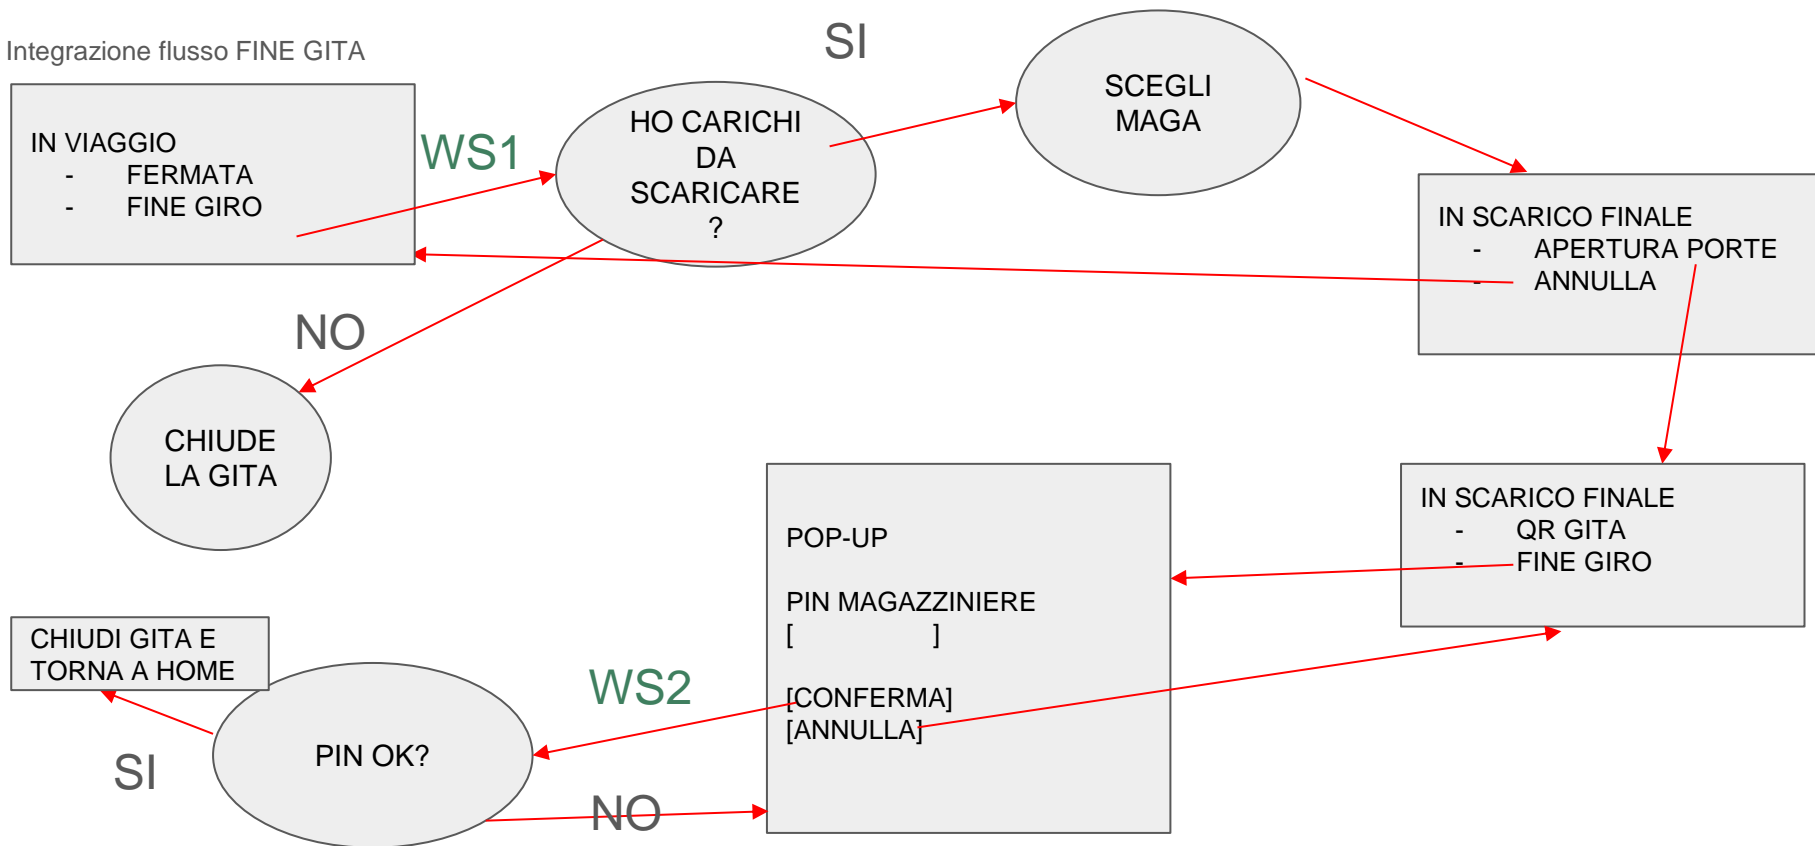 Integrazione flusso FINE GITA
SI
IN VIAGGIO
- FERMATA
- FINE GIRO
WS1
HO CARICHI
DA
SCARICARE
?
SCEGLI
MAGA
IN SCARICO FINALE
- APERTURA PORTE
- ANNULLA
NO
CHIUDE
LA GITA
IN SCARICO FINALE
- QR GITA
- FINE GIRO
POP-UP
PIN MAGAZZINIERE
[ ]
[CONFERMA]
[ANNULLA]
WS2
CHIUDI GITA E
TORNA A HOME
PIN OK?
SI
NO